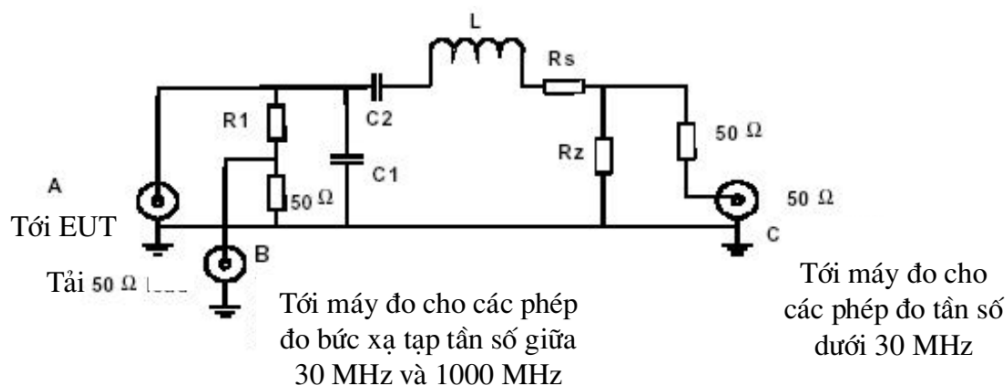 L
Rs
R1
C2
C1
Rz
50 Ω
50 Ω
50 Ω
A
B
C
Tới EUT
Tải 50 Ω
Tới máy đo cho các phép
đo bức xạ tạp tần số giữa
30 MHz và 1000 MHz
Tới máy đo cho
các phép đo tần số
dưới 30 MHz